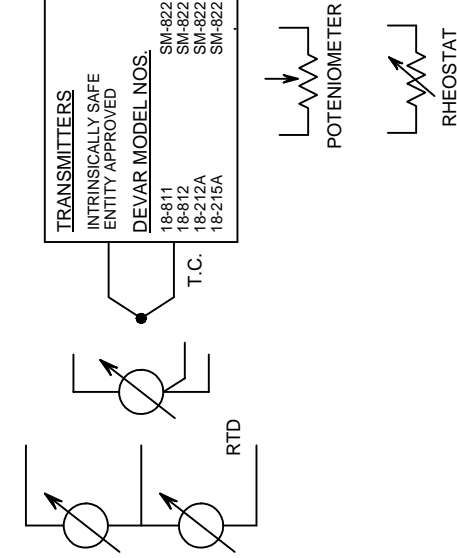 TRANSMITTERS
INTRINSICALLY SAFE
ENTITY APPROVED
DEVAR MODEL NOS.
18-811 SM-822
18-812 SM-822
18-212A SM-822
18-215A SM-822
T.C.
RTD
POTENIOMETER
RHEOSTAT